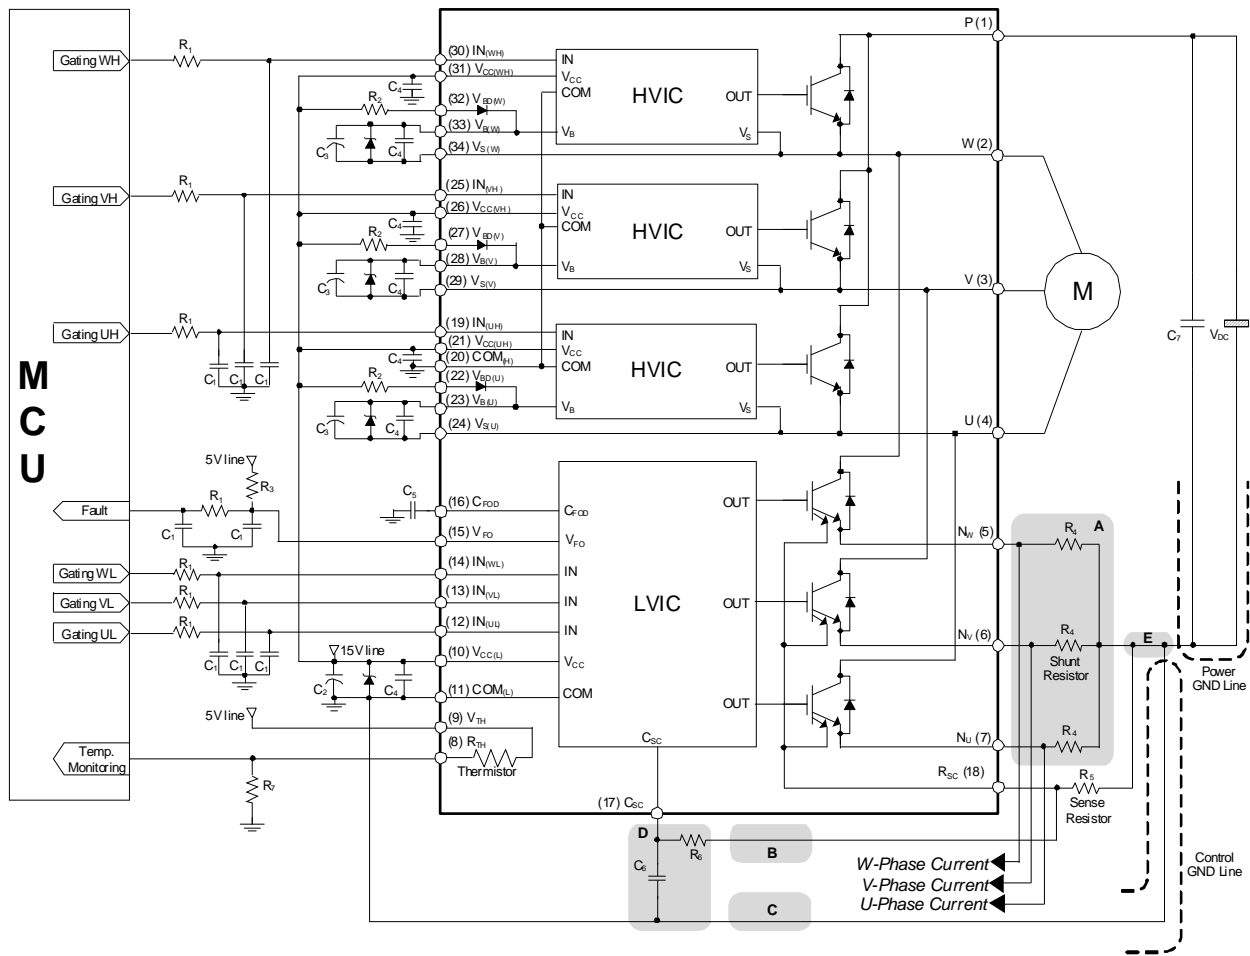 MCU
Gating WH
R1
Gating VH
R1
Gating UH
R1
C1
C1
C1
5V line
R3
Fault
R1
C1
C1
Gating WL
R1
Gating VL
R1
Gating UL
R1
C1
C1
C1
5V line
Temp.
Monitoring
R7
C4
R2
C3
C4
C4
R2
C3
C4
C4
R2
C3
C4
C5
15V line
C2
C4
(30) IN(WH)
(31) VCC(WH)
(32) VBD(W)
(33) VB(W)
(34) VS(W)
(25) IN(VH)
(26) VCC(VH)
(27) VBD(V)
(28) VB(V)
(29) VS(V)
(19) IN(UH)
(21) VCC(UH)
(20) COM(H)
(22) VBD(U)
(23) VB(U)
(24) VS(U)
(16) CFOD
(15) VFO
(14) IN(WL)
(13) IN(VL)
(12) IN(UL)
(10) VCC(L)
(11) COM(L)
(9) VTH
(8) RTH
Thermistor
(17) CSC
IN
VCC
COM
VB
HVIC
OUT
VS
IN
VCC
COM
VB
HVIC
OUT
VS
IN
VCC
COM
VB
HVIC
OUT
VS
CFOD
VFO
IN
IN
IN
VCC
COM
LVIC
OUT
OUT
OUT
CSC
P (1)
W (2)
V (3)
U (4)
NW (5)
NV (6)
NU (7)
RSC (18)
M
C7
VDC
A
R4
R4
Shunt
Resistor
R4
E
Power
GND Line
R5
Sense
Resistor
D
R6
C6
B
C
W-Phase Current
V-Phase Current
U-Phase Current
Control
GND Line